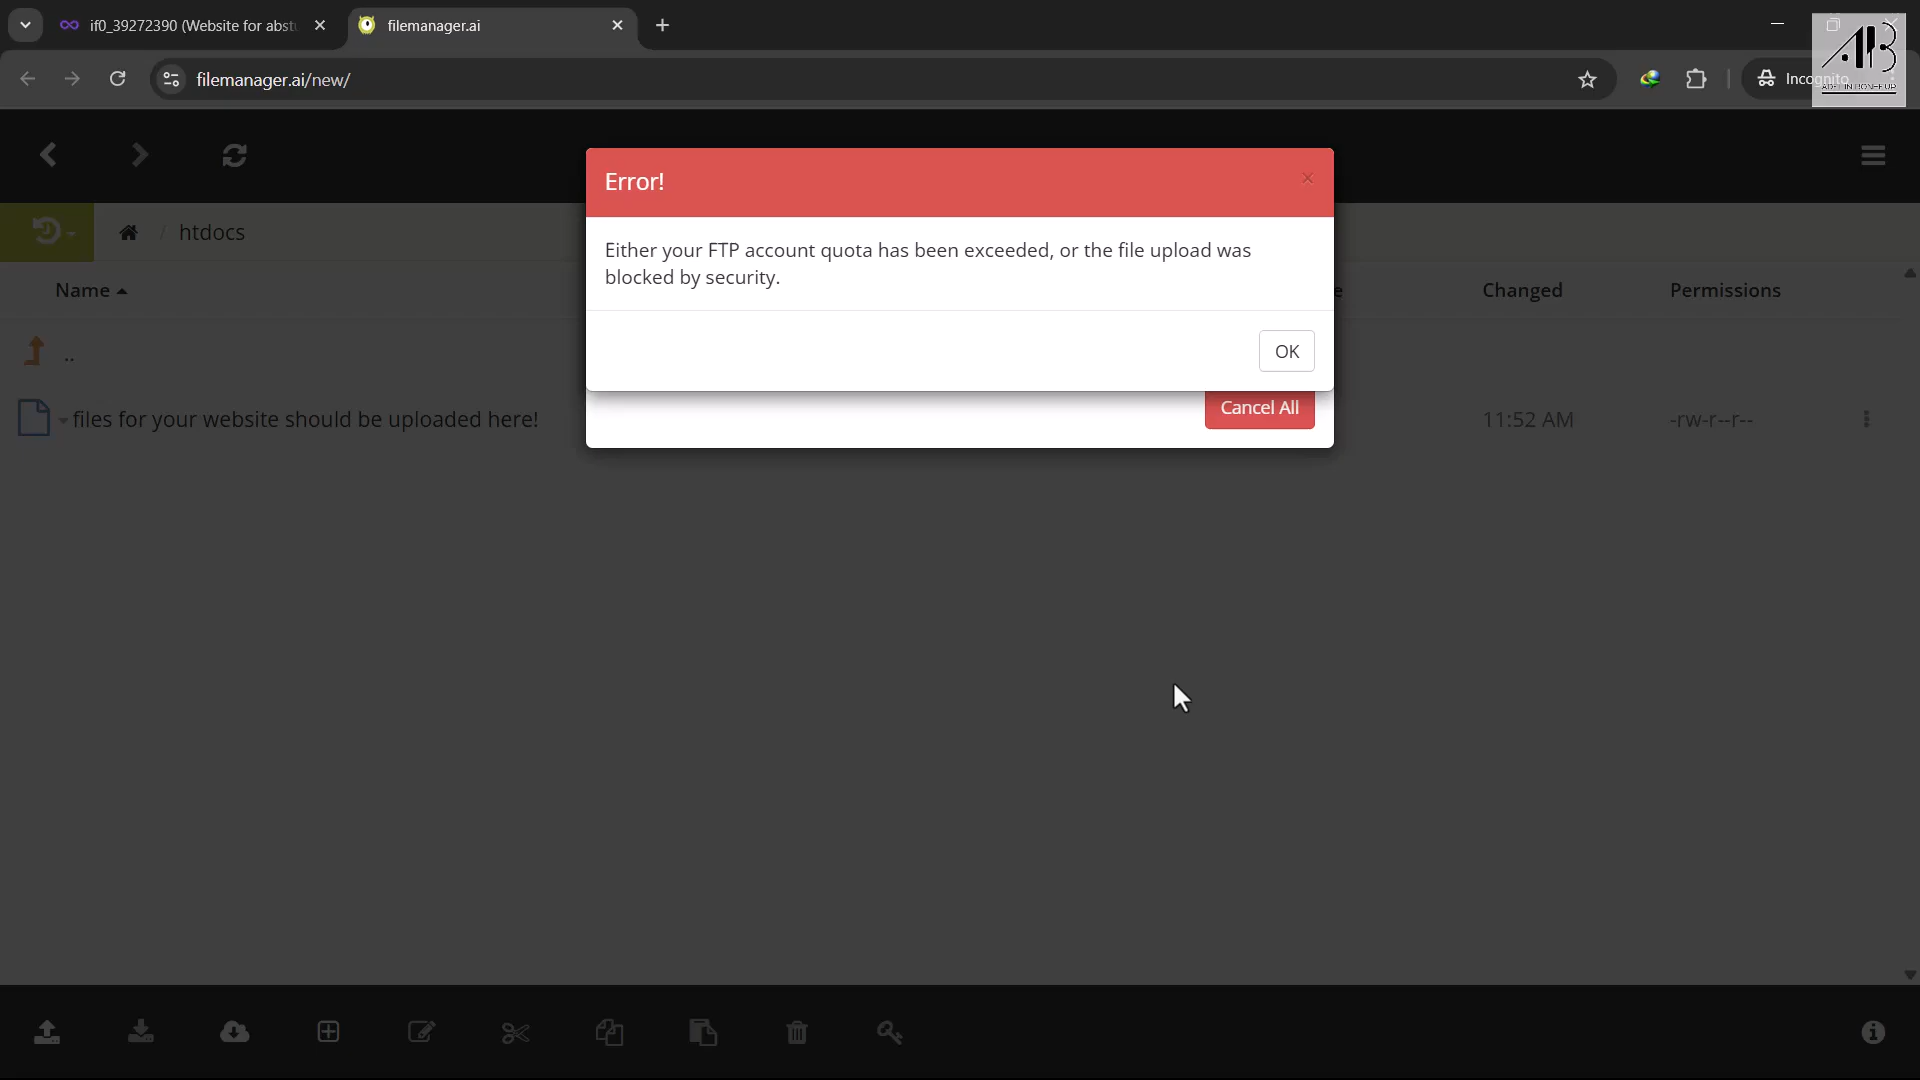 if0_39272390 (Website for abst
filemanager.ai
filemanager.ai/new/
Incognito
Error!
Either your FTP account quota has been exceeded, or the file upload was
blocked by security.
OK
Cancel All
htdocs
Name
Changed
Permissions
..
files for your website should be uploaded here!
11:52 AM
-rw-r--r--